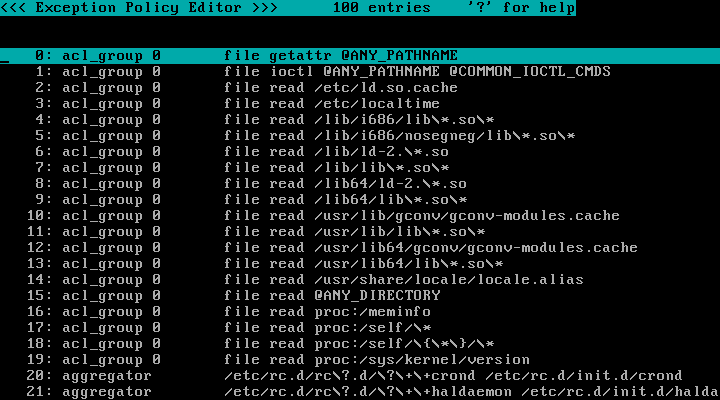 <<< Exception Policy Editor >>>      100 entries    '?' for help
0: acl_group 0       file getattr @ANY_PATHNAME
1: acl_group 0       file ioctl @ANY_PATHNAME @COMMON_IOCTL_CMDS
2: acl_group 0       file read /etc/ld.so.cache
3: acl_group 0       file read /etc/localtime
4: acl_group 0       file read /lib/i686/lib\*.so\*
5: acl_group 0       file read /lib/i686/nosegneg/lib\*.so\*
6: acl_group 0       file read /lib/ld-2.\*.so
7: acl_group 0       file read /lib/lib\*.so\*
8: acl_group 0       file read /lib64/ld-2.\*.so
9: acl_group 0       file read /lib64/lib\*.so\*
10: acl_group 0       file read /usr/lib/gconv/gconv-modules.cache
11: acl_group 0       file read /usr/lib/lib\*.so\*
12: acl_group 0       file read /usr/lib64/gconv/gconv-modules.cache
13: acl_group 0       file read /usr/lib64/lib\*.so\*
14: acl_group 0       file read /usr/share/locale/locale.alias
15: acl_group 0       file read @ANY_DIRECTORY
16: acl_group 0       file read proc:/meminfo
17: acl_group 0       file read proc:/self/\*
18: acl_group 0       file read proc:/self/\{\*\}/\*
19: acl_group 0       file read proc:/sys/kernel/version
20: aggregator        /etc/rc.d/rc\?.d/\?\+\+crond /etc/rc.d/init.d/crond
21: aggregator        /etc/rc.d/rc\?.d/\?\+\+haldaemon /etc/rc.d/init.d/halda